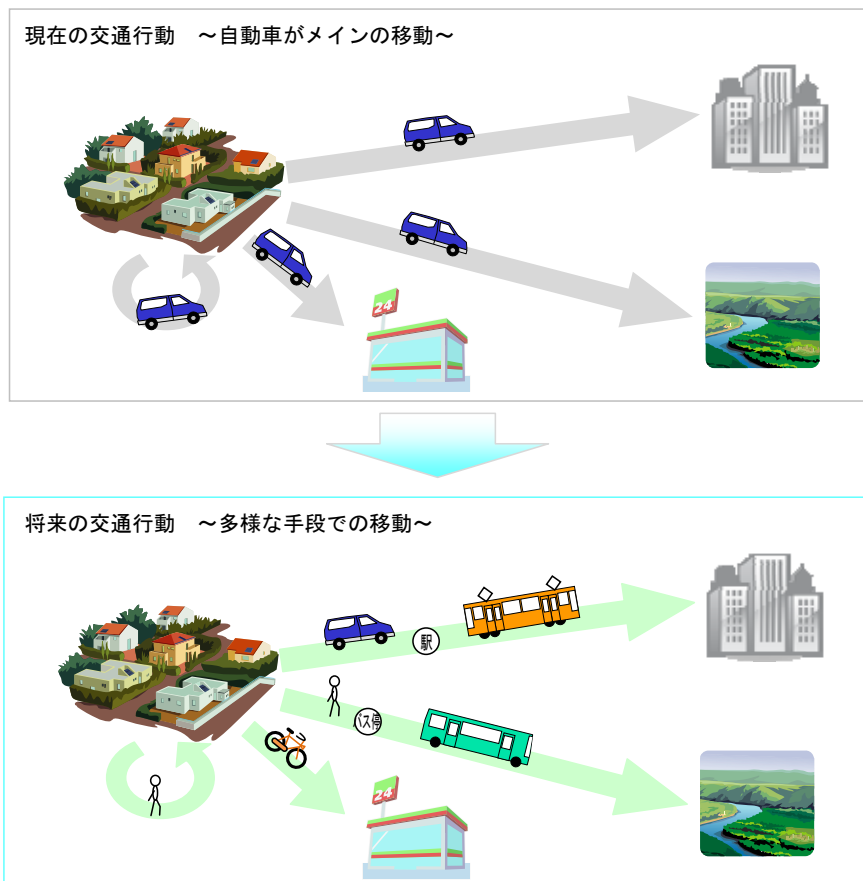 現在の交通行動　～自動車がメインの移動～
24
将来の交通行動　～多様な手段での移動～
駅
バス停
24